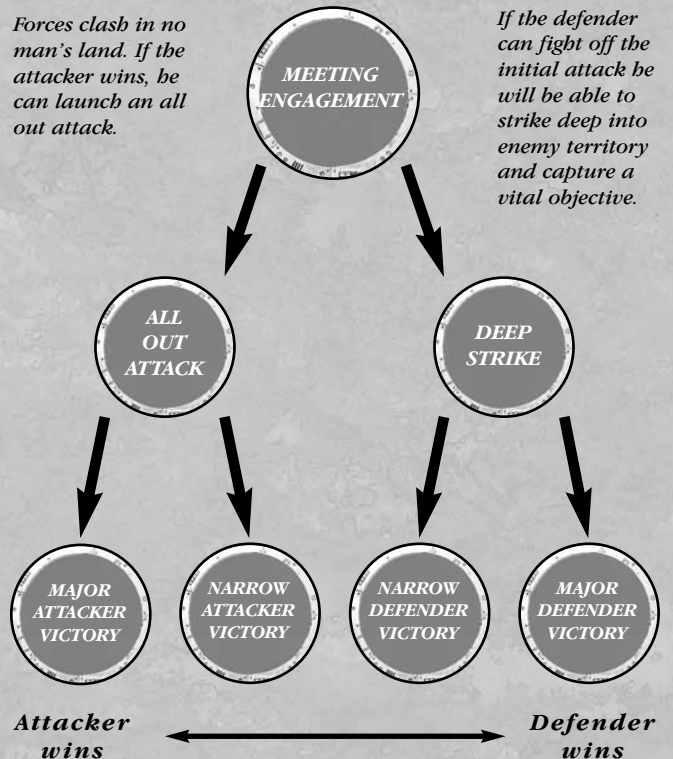 Forces clash in no
man's land. If the
attacker wins, he
can launch an all
out attack.
If the defender
can fight off the
initial attack he
will be able to
strike deep into
enemy territory
and capture a
vital objective.
MEETING
ENGAGEMENT
ALL
OUT
ATTACK
DEEP
STRIKE
MAJOR
ATTACKER
VICTORY
NARROW
ATTACKER
VICTORY
NARROW
DEFENDER
VICTORY
MAJOR
DEFENDER
VICTORY
Attacker
wins
Defender
wins